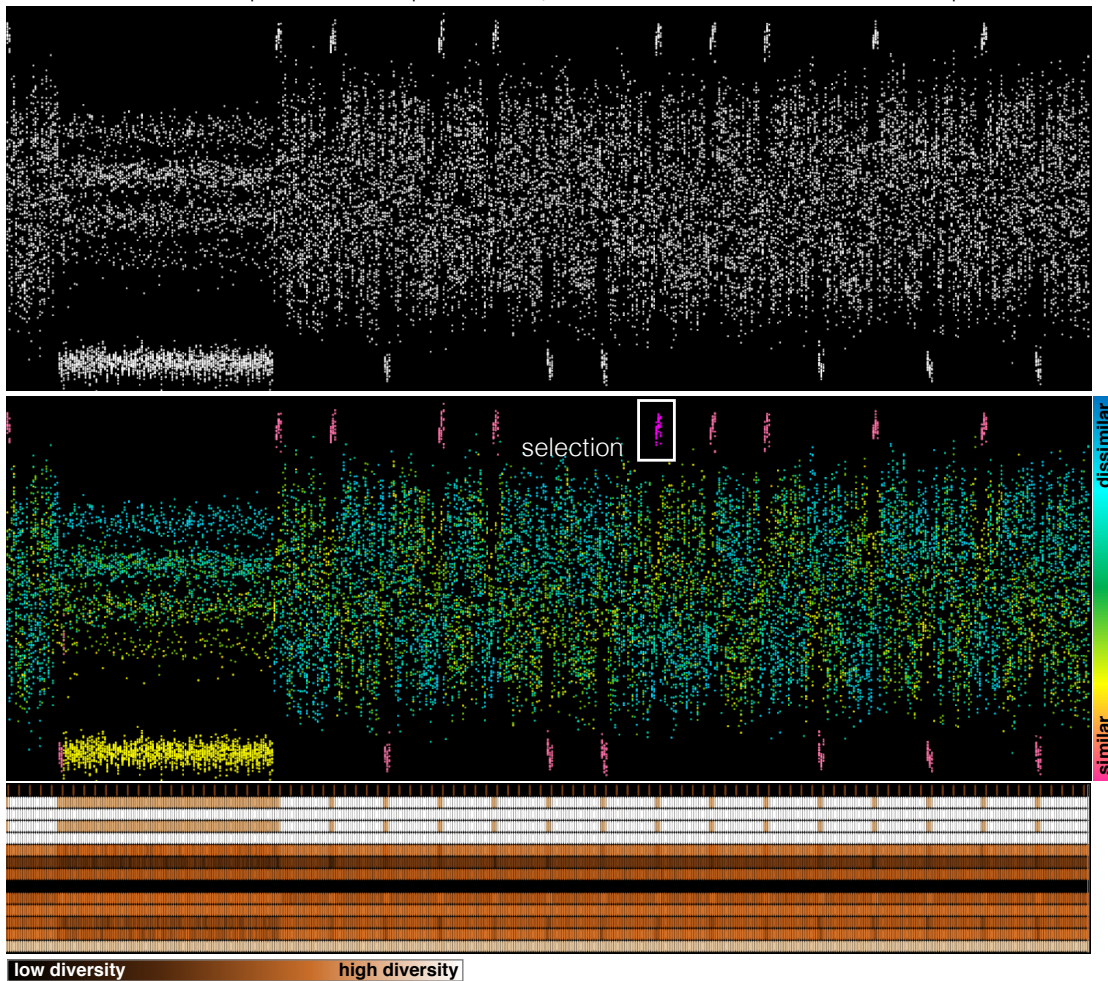 selection
dissimilar
similar
low diversity
high diversity